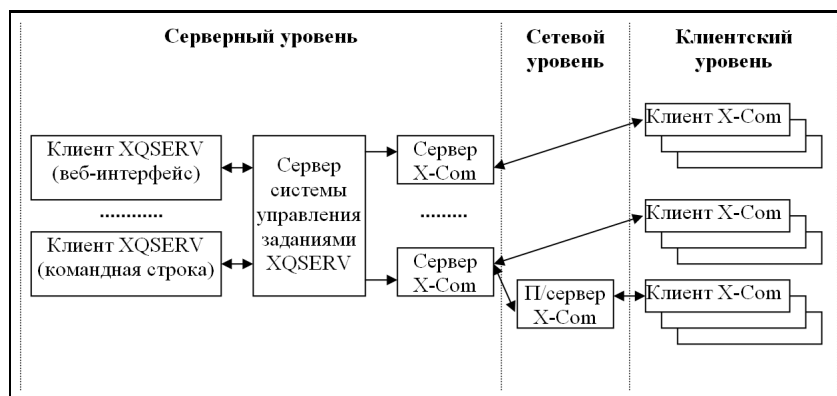 Серверный уровень
Сетевой
уровень
Клиентский
уровень
Клиент XQSERV
(веб-интерфейс)
............
Клиент XQSERV
(командная строка)
Сервер
системы
управления
заданиями
XQSERV
Сервер
X-Com
.........
Сервер
X-Com
П/сервер
X-Com
Клиент X-Com
Клиент X-Com
Клиент X-Com